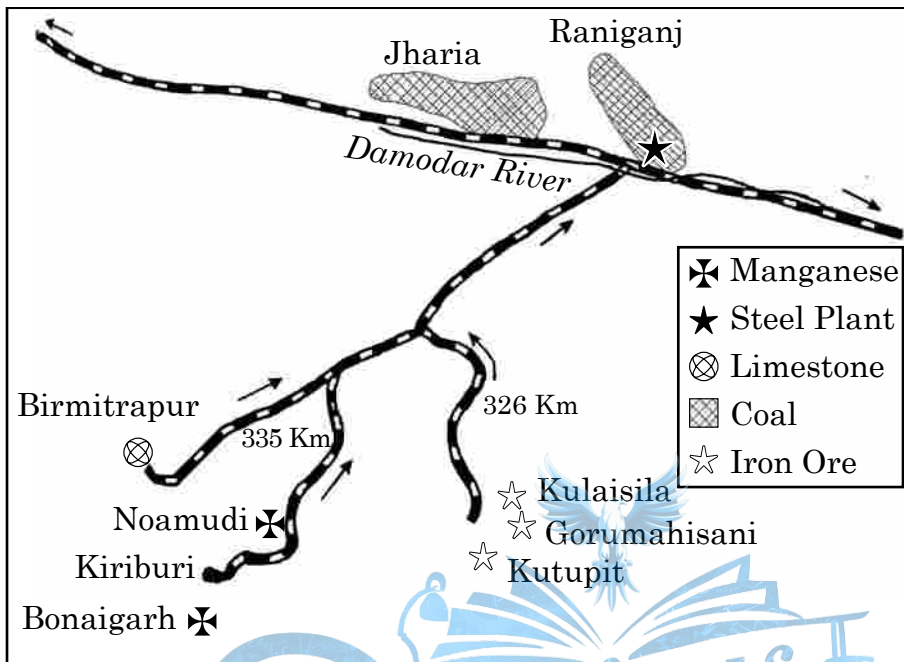 Raniganj
Jharia
Damodar River
Manganese
Steel Plant
Limestone
Coal
Iron Ore
Birmitrapur
335 Km
326 Km
Kulaisila
Noamudi
Gorumahisani
Kiriburi
Kutupit
Bonaigarh